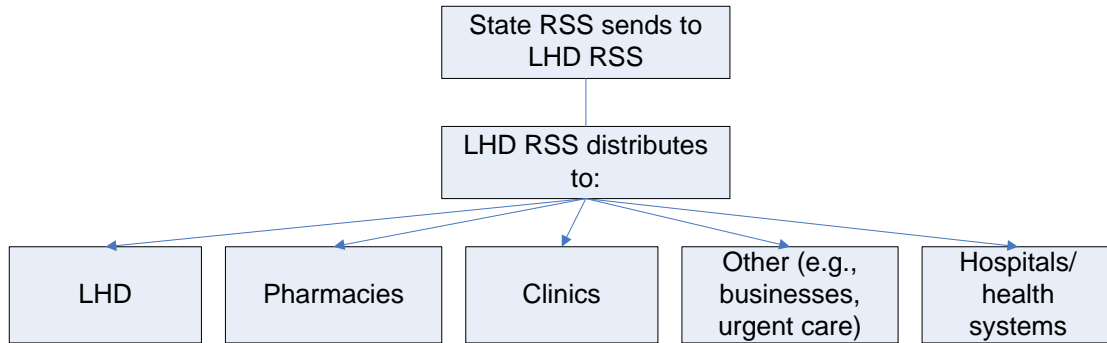 State RSS sends to
LHD RSS
LHD RSS distributes
to:
LHD
Pharmacies
Clinics
Other (e.g.,
businesses,
urgent care)
Hospitals/
health
systems